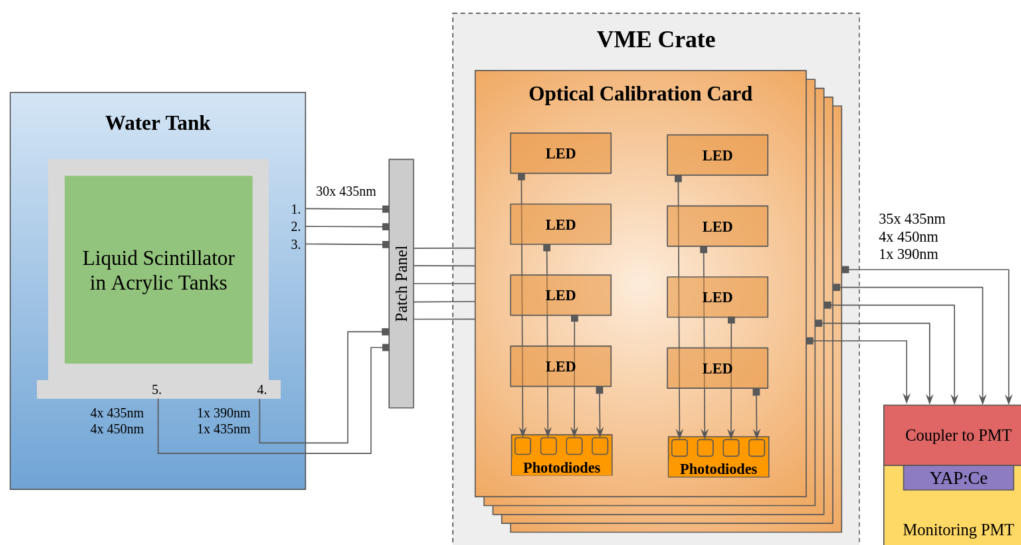 VME Crate
Optical Calibration Card
Water Tank
LED
LED
30x 435nm
1.
2.
3.
LED
LED
35x 435nm
4x 450nm
1x 390nm
Liquid Scintillator
in Acrylic Tanks
Patch Panel
LED
LED
LED
LED
5.
4.
4x 435nm
4x 450nm
1x 390nm
1x 435nm
Photodiodes
Photodiodes
Coupler to PMT
YAP:Ce
Monitoring PMT